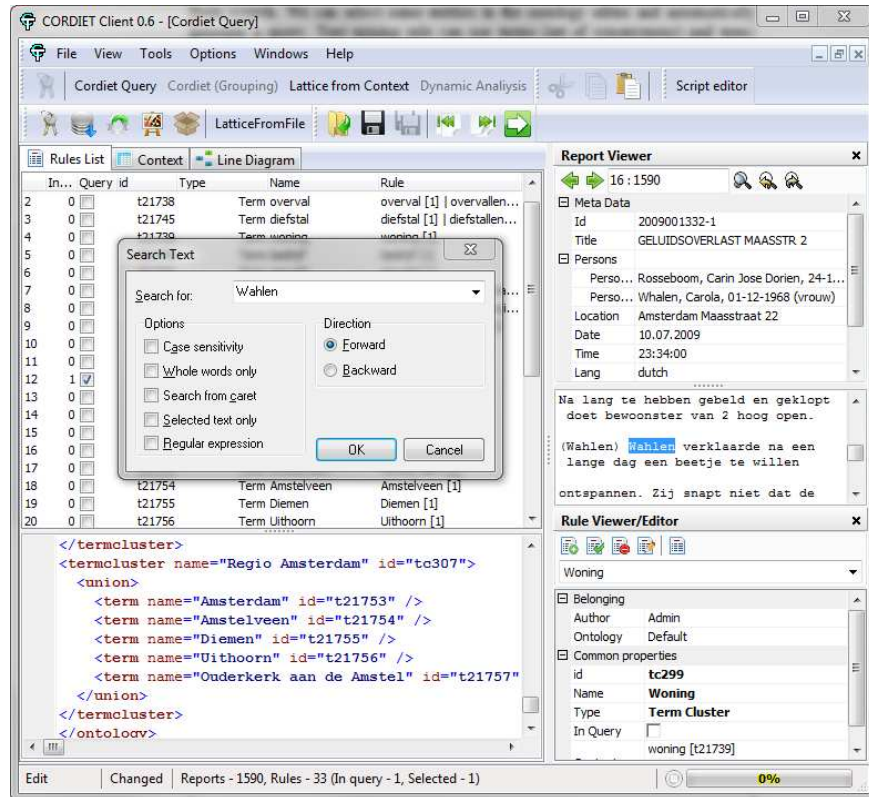 CORDIET Client 0.6 - [Cordiet Query]
File View Tools Options Windows Help
Cordiet Query Cordiet (Grouping) Lattice from Context Dynamic Analiysis Script editor
LatticeFromFile
Rules List Context Line Diagram
In... Query id Type Name Rule
2 0 t21738 Term overval overval [1] | overvallen...
3 0 t21745 Term diefstal diefstal [1] | diefstallen...
4 0 t21739 Term woning woning [1]
5 0
6 0
7 0
8 0
9 0
10 0
11 0
12 1
13 0
14 0
15 0
16 0
17 0
18 0 t21754 Term Amstelveen Amstelveen [1]
19 0 t21755 Term Diemen Diemen [1]
20 0 t21756 Term Uithoorn Uithoorn [1]
Search Text
Search for: Wahlen
Options
Case sensitivity
Whole words only
Search from caret
Selected text only
Regular expression
Direction
Forward
Backward
OK Cancel
</termcluster>
<termcluster name="Regio Amsterdam" id="tc307">
<union>
<term name="Amsterdam" id="t21753" />
<term name="Amstelveen" id="t21754" />
<term name="Diemen" id="t21755" />
<term name="Uithoorn" id="t21756" />
<term name="Ouderkerk aan de Amstel" id="t21757"
</union>
</termcluster>
</ontology>
Report Viewer
16 : 1590
Meta Data
Id 2009001332-1
Title GELUIDSOVERLAST MAASSTR 2
Persons
Perso... Rosseboom, Carin Jose Dorien, 24-1...
Perso... Whalen, Carola, 01-12-1968 (vrouw)
Location Amsterdam Maasstraat 22
Date 10.07.2009
Time 23:34:00
Lang dutch
Na lang te hebben gebeld en geklopt
doet bewoonster van 2 hoog open.
(Wahlen) Wahlen verklaarde na een
lange dag een beetje te willen
ontspannen. Zij snapt niet dat de
Rule Viewer/Editor
Woning
Belonging
Author Admin
Ontology Default
Common properties
id tc299
Name Woning
Type Term Cluster
In Query
woning [t21739]
Edit Changed Reports - 1590, Rules - 33 (In query - 1, Selected - 1) 0%